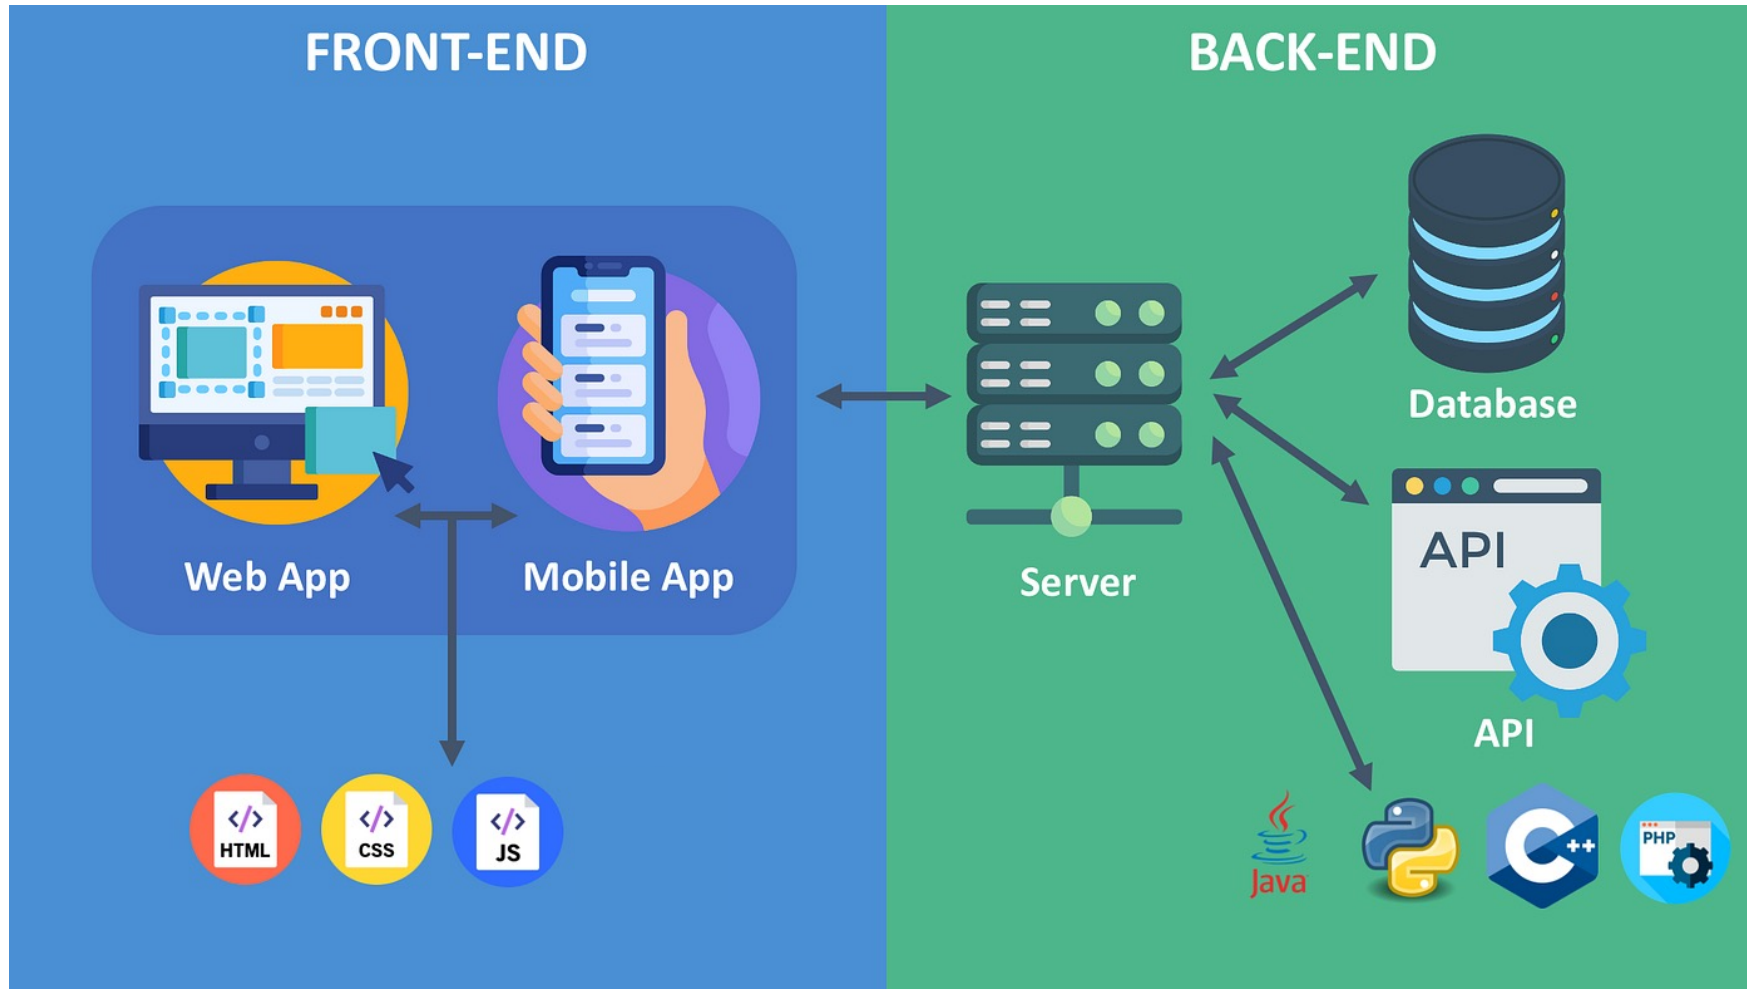 FRONT-END
BACK-END
Web App
Mobile App
Server
Database
API
API
HTML
CSS
JS
Java
C++
PHP